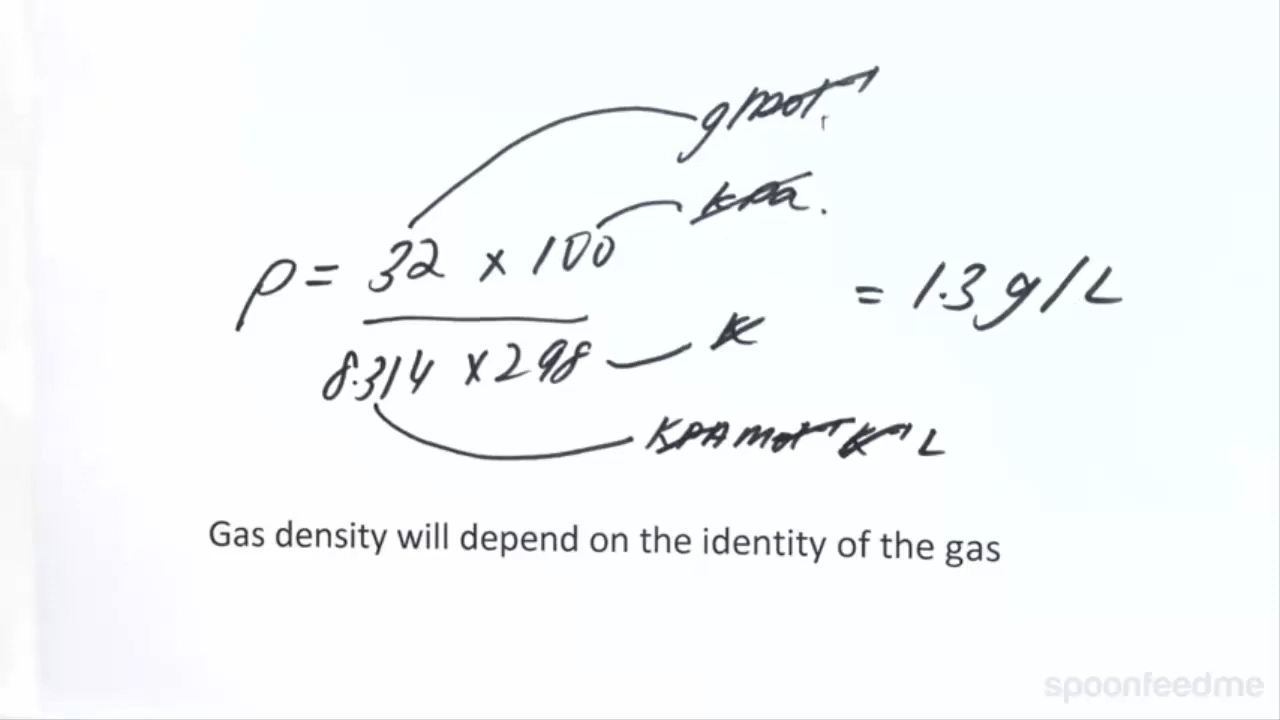 g mol⁻¹
kPa.
ρ = 32 × 100 / 8.314 × 298 = 1.3 g/L
K
KPA mol⁻¹ K⁻¹ L
Gas density will depend on the identity of the gas
spoonfeedme